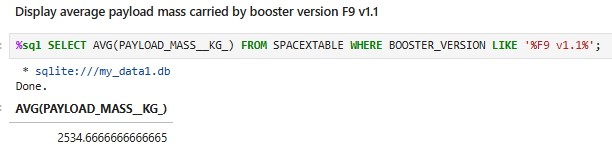 Display average payload mass carried by booster version F9 v1.1
%sql SELECT AVG(PAYLOAD_MASS__KG_) FROM SPACEXTABLE WHERE BOOSTER_VERSION LIKE '%F9 v1.1%';
* sqlite:///my_data1.db
Done.
AVG(PAYLOAD_MASS__KG_)
2534.6666666666665